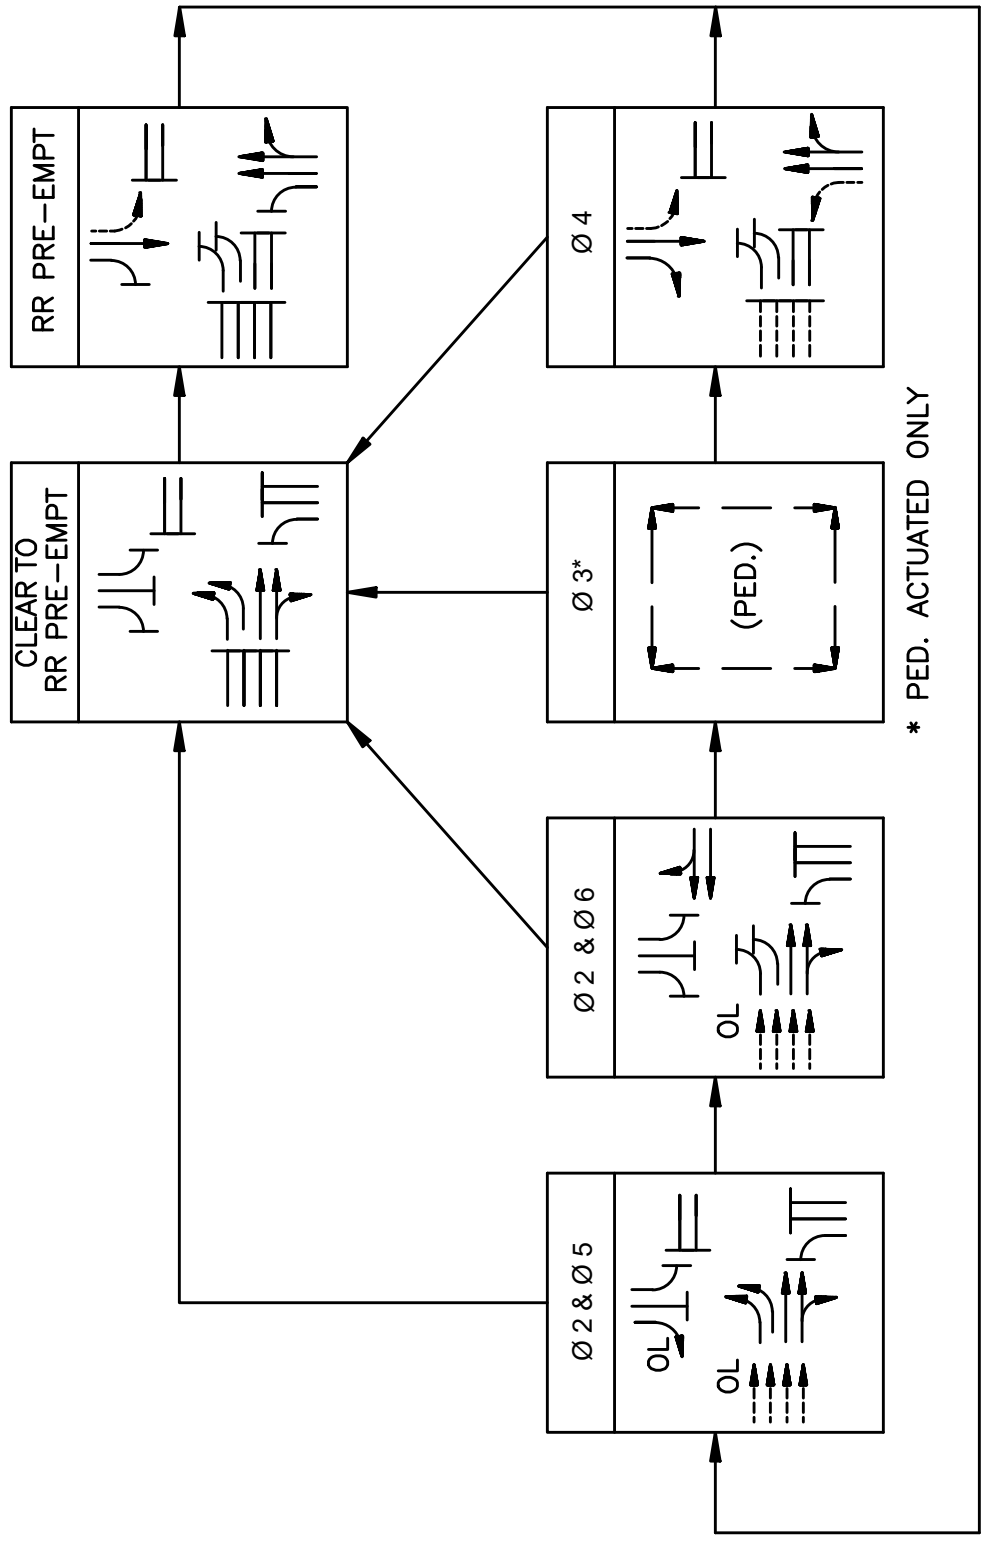 CLEAR TO
RR PRE-EMPT
RR PRE-EMPT
Ø 2 & Ø 5
OL
OL
Ø 2 & Ø 6
OL
Ø 3*
(PED.)
Ø 4
* PED. ACTUATED ONLY